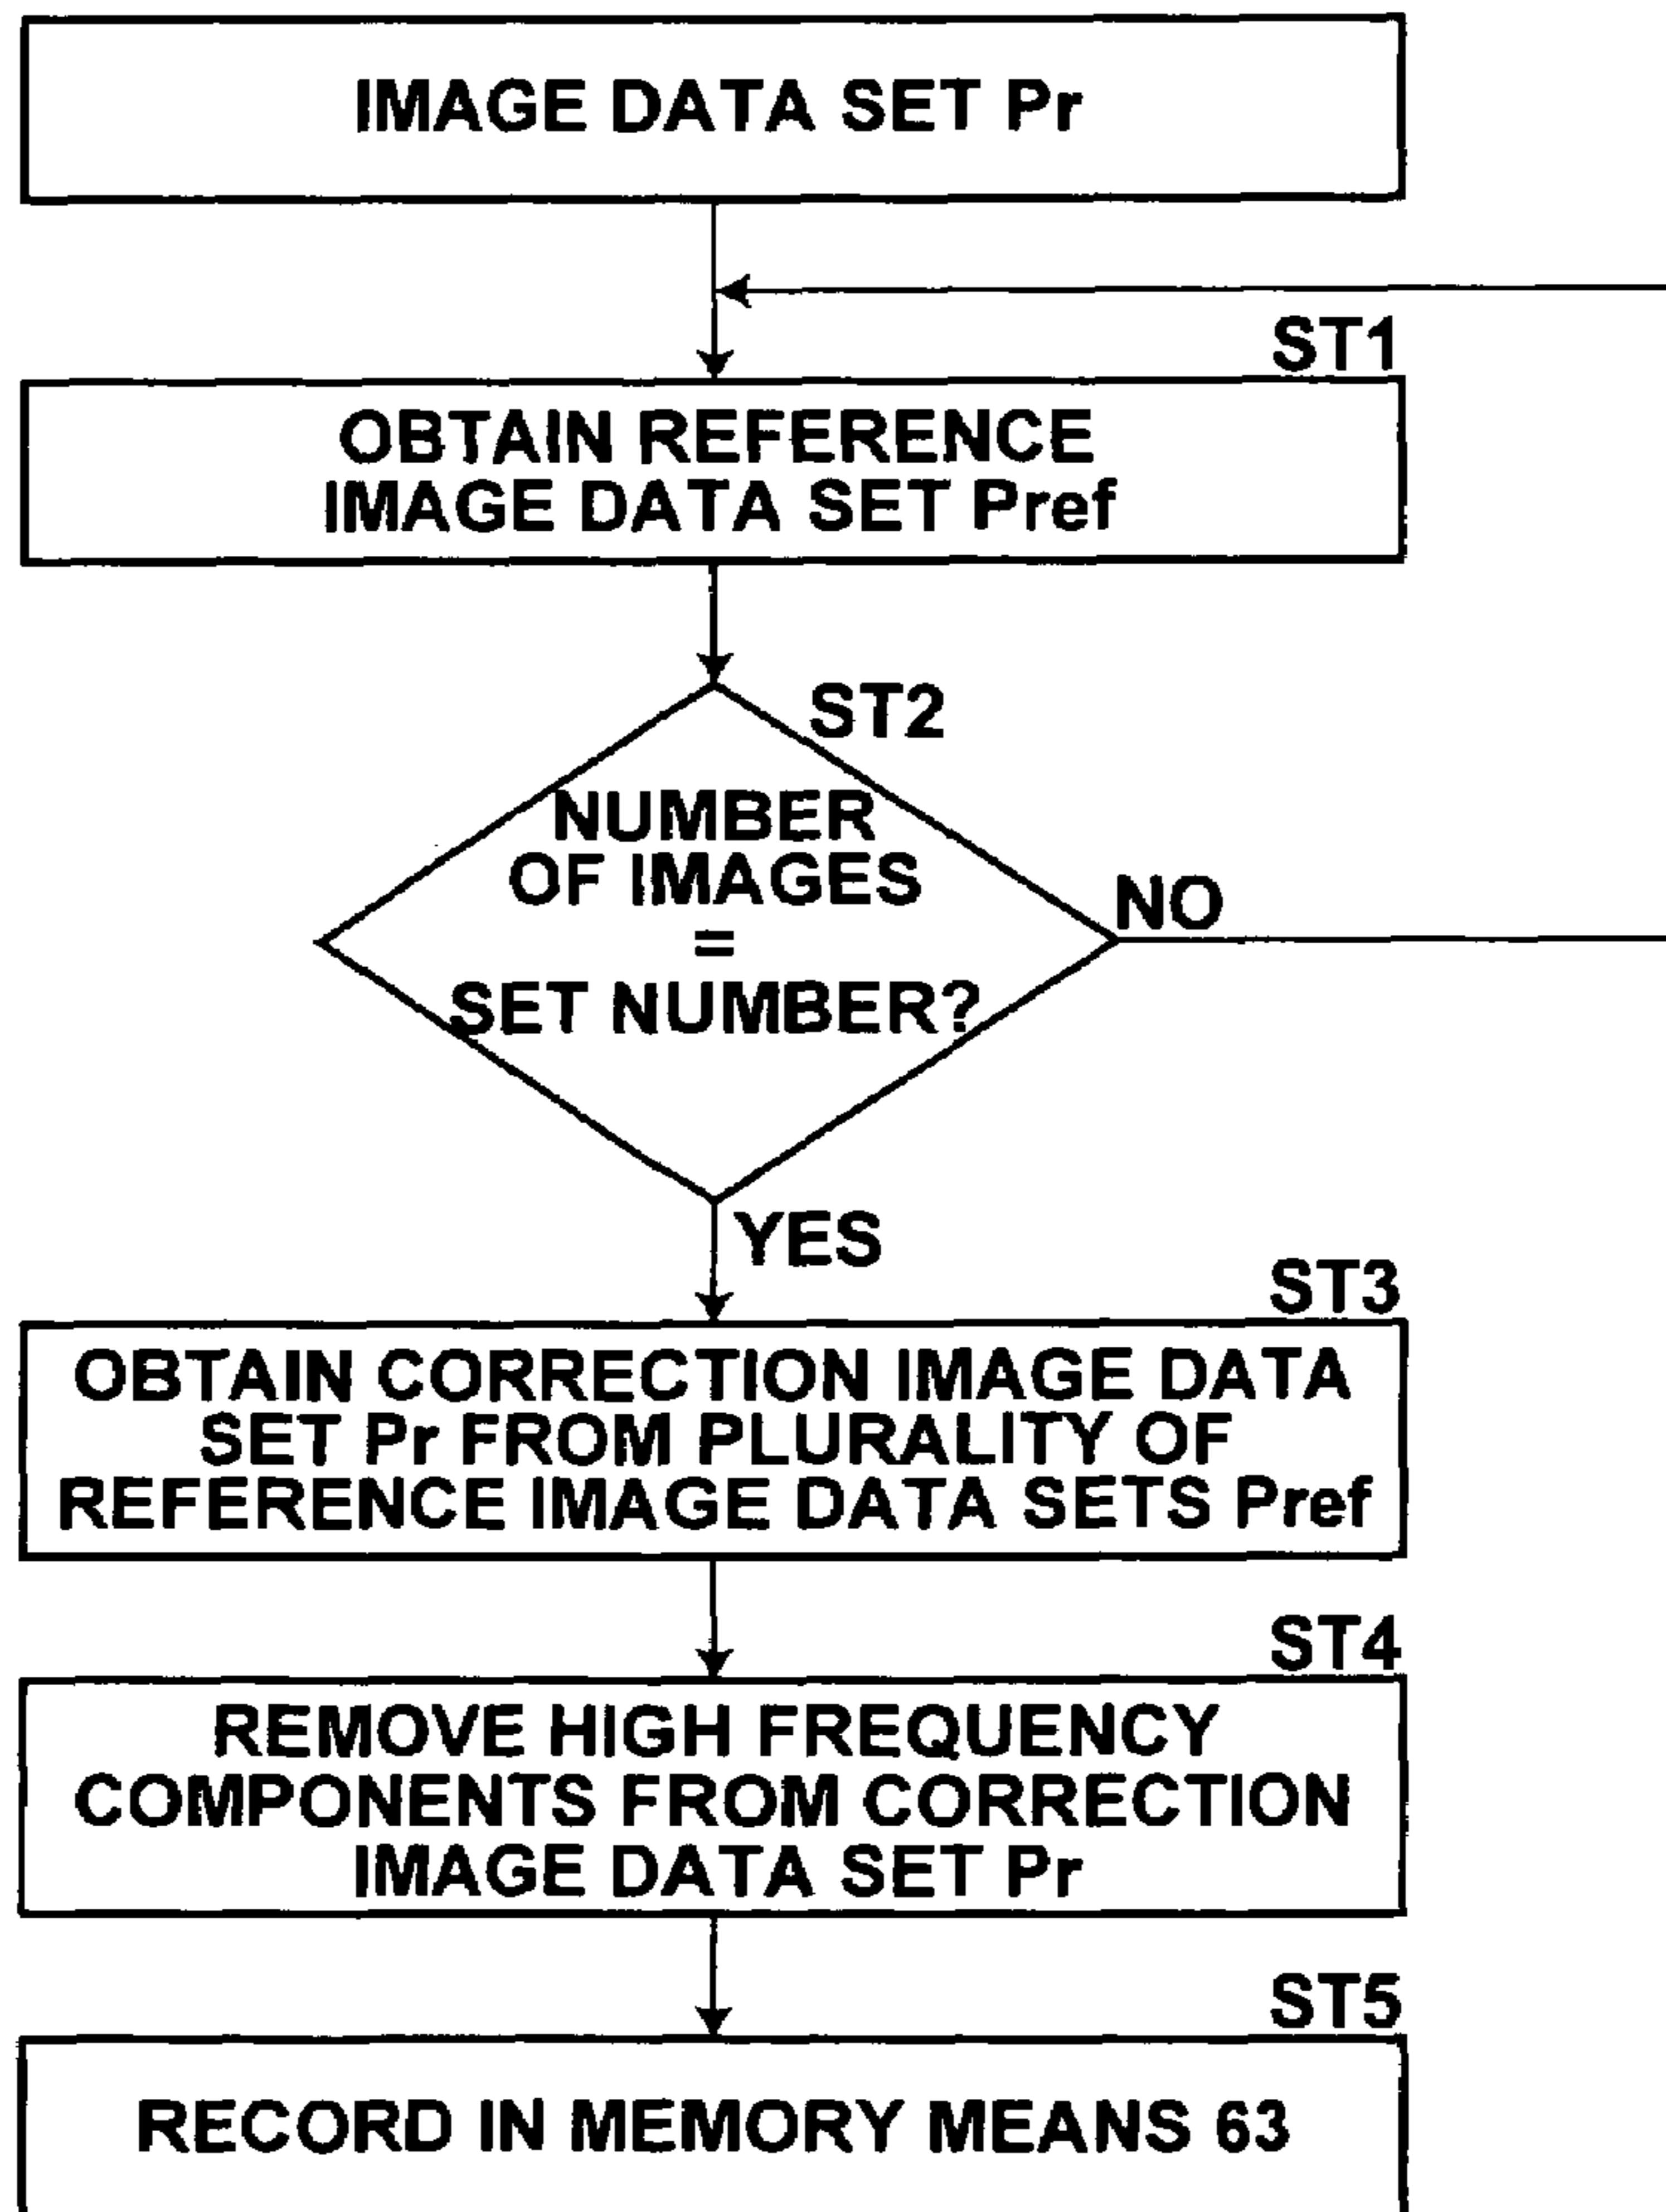 IMAGE DATA SET Pr
ST1
OBTAIN REFERENCE
IMAGE DATA SET Pref
ST2
NUMBER
OF IMAGES
=
SET NUMBER?
NO
YES
ST3
OBTAIN CORRECTION IMAGE DATA
SET Pr FROM PLURALITY OF
REFERENCE IMAGE DATA SETS Pref
ST4
REMOVE HIGH FREQUENCY
COMPONENTS FROM CORRECTION
IMAGE DATA SET Pr
ST5
RECORD IN MEMORY MEANS 63